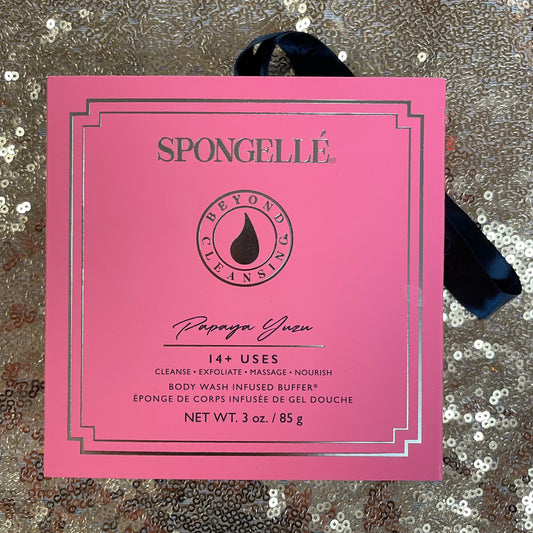 SPONGELLÉ®
BEYOND
CLEANSING™
Papaya Yuzu
14+ USES
CLEANSE • EXFOLIATE • MASSAGE • NOURISH
BODY WASH INFUSED BUFFER®
ÉPONGE DE CORPS INFUSÉE DE GEL DOUCHE
NET WT. 3 oz. / 85 g